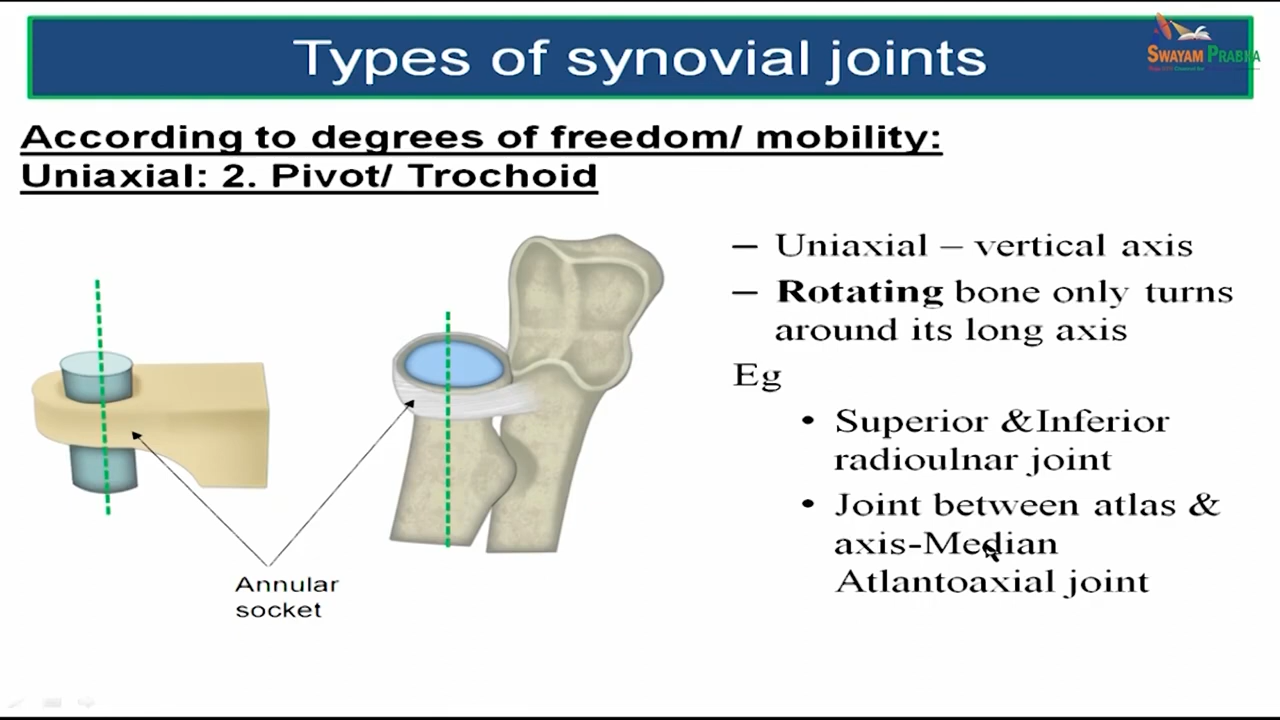 Types of synovial joints
SWAYAM PRABHA
According to degrees of freedom/ mobility:
Uniaxial: 2. Pivot/ Trochoid
– Uniaxial – vertical axis
– Rotating bone only turns
around its long axis
Eg
• Superior &Inferior
radioulnar joint
• Joint between atlas &
axis-Median
Atlantoaxial joint
Annular
socket